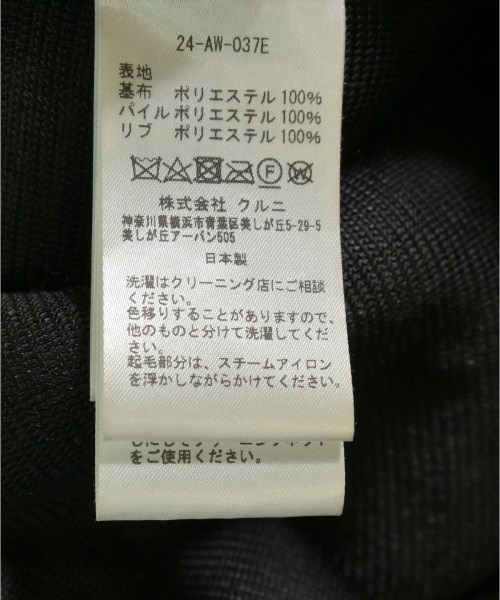 24-AW-037E
表地
基布 ポリエステル100%
パイル ポリエステル100%
リブ ポリエステル100%
F W
株式会社 クルニ
神奈川県横浜市青葉区美しが丘5-29-5
美しが丘アーバン505
日本製
洗濯はクリーニング店にご相談
ください。
色移りすることがありますので、
他のものと分けて洗濯してくだ
さい。
起毛部分は、スチームアイロン
を浮かしながらかけてください。
をご使用ください。